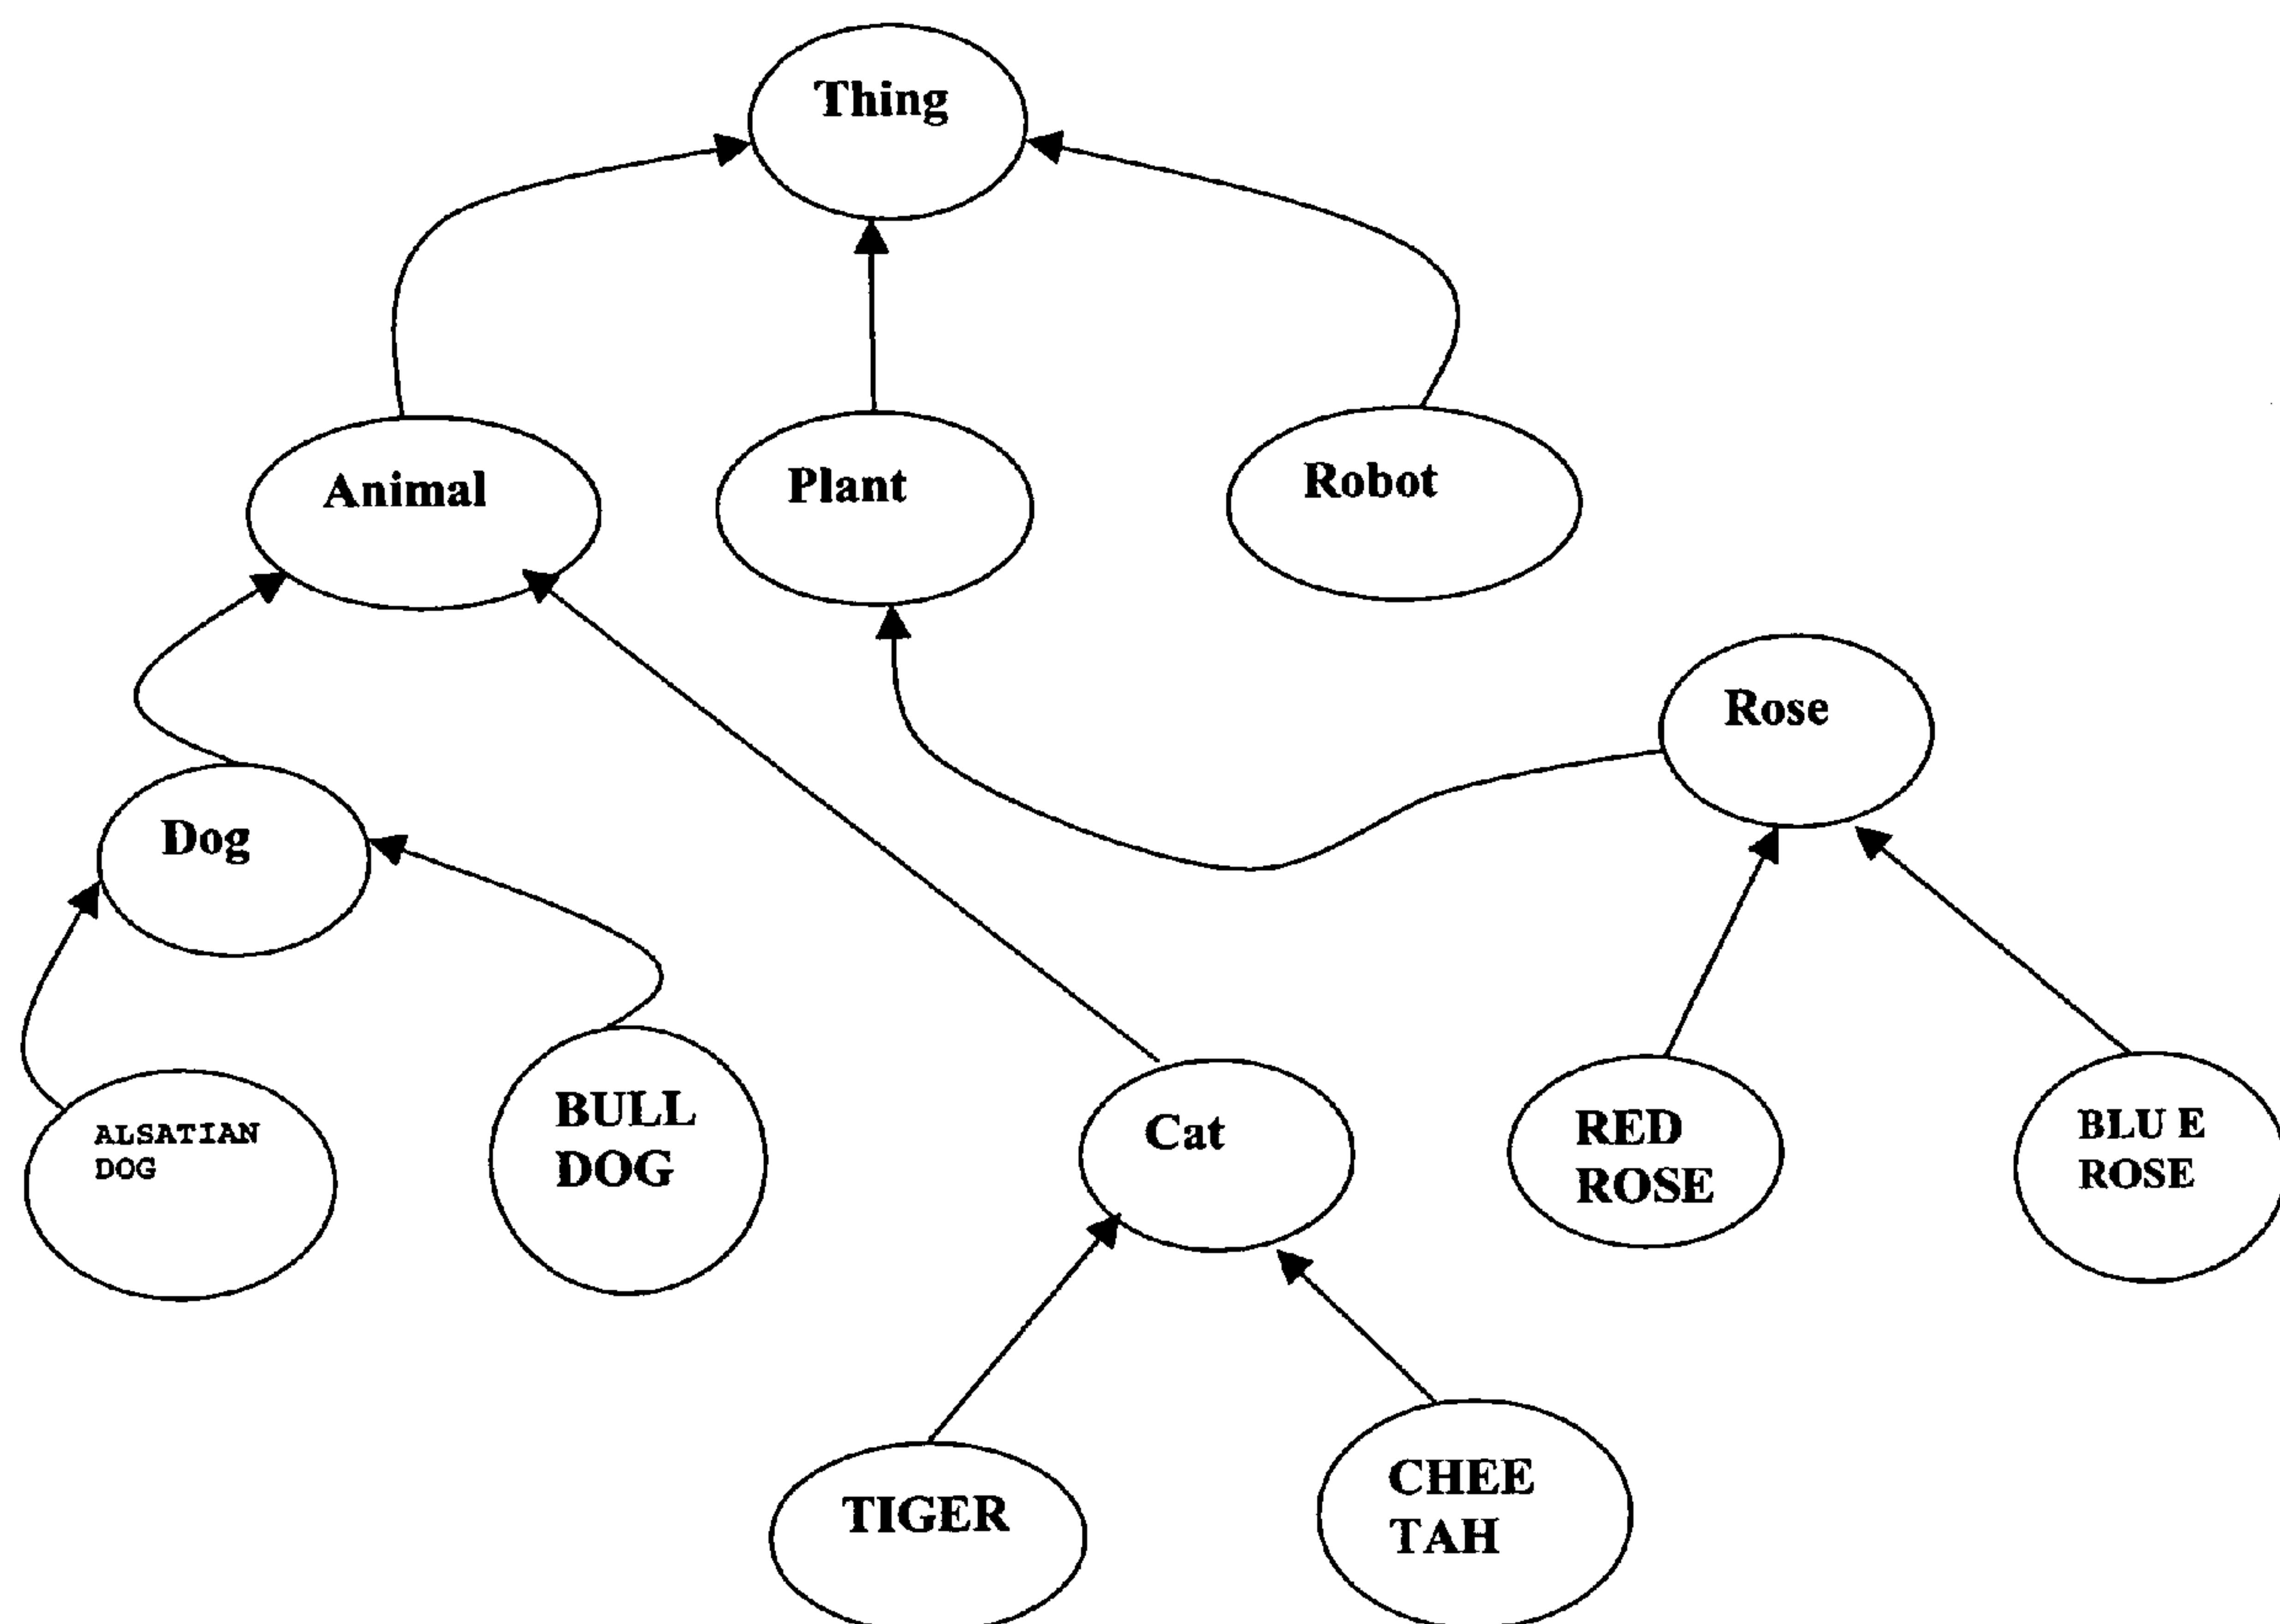 Thing
Animal
Plant
Robot
Rose
Dog
ALSATIAN
DOG
BULL
DOG
Cat
RED
ROSE
BLU E
ROSE
TIGER
CHEE
TAH